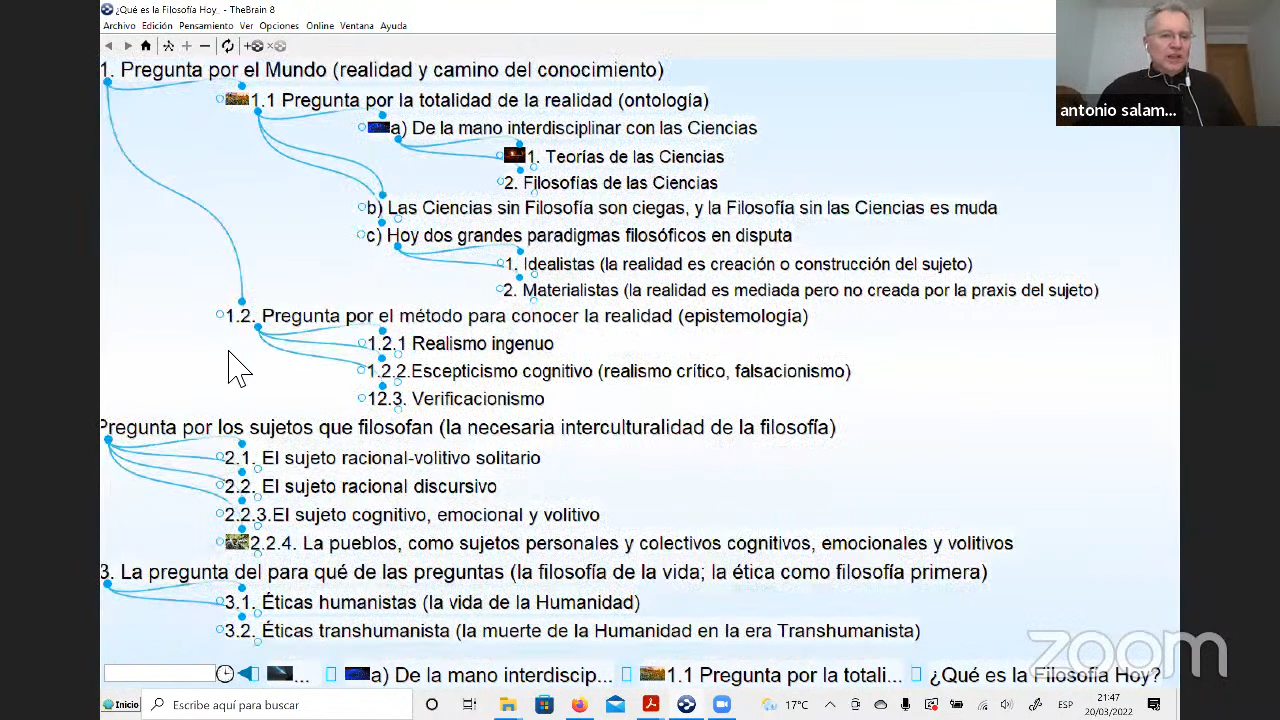 ¿Qué es la Filosofía Hoy_ - TheBrain 8
Archivo Edición Pensamiento Ver Opciones Online Ventana Ayuda
1. Pregunta por el Mundo (realidad y camino del conocimiento)
1.1 Pregunta por la totalidad de la realidad (ontología)
a) De la mano interdisciplinar con las Ciencias
1. Teorías de las Ciencias
2. Filosofías de las Ciencias
b) Las Ciencias sin Filosofía son ciegas, y la Filosofía sin las Ciencias es muda
c) Hoy dos grandes paradigmas filosóficos en disputa
1. Idealistas (la realidad es creación o construcción del sujeto)
2. Materialistas (la realidad es mediada pero no creada por la praxis del sujeto)
1.2. Pregunta por el método para conocer la realidad (epistemologia)
1.2.1 Realismo ingenuo
1.2.2.Escepticismo cognitivo (realismo crítico, falsacionismo)
12.3. Verificacionismo
Pregunta por los sujetos que filosofan (la necesaria interculturalidad de la filosofía)
2.1. El sujeto racional-volitivo solitario
2.2. El sujeto racional discursivo
2.2.3.El sujeto cognitivo, emocional y volitivo
2.2.4. La pueblos, como sujetos personales y colectivos cognitivos, emocionales y volitivos
3. La pregunta del para qué de las preguntas (la filosofía de la vida; la ética como filosofía primera)
3.1. Éticas humanistas (la vida de la Humanidad)
3.2. Éticas transhumanista (la muerte de la Humanidad en la era Transhumanista)
... a) De la mano interdiscip... 1.1 Pregunta por la totali... ¿Qué es la Filosofía Hoy?
Inicio Escribe aquí para buscar 17°C ESP 21:47
20/03/2022
antonio salam...
zoom